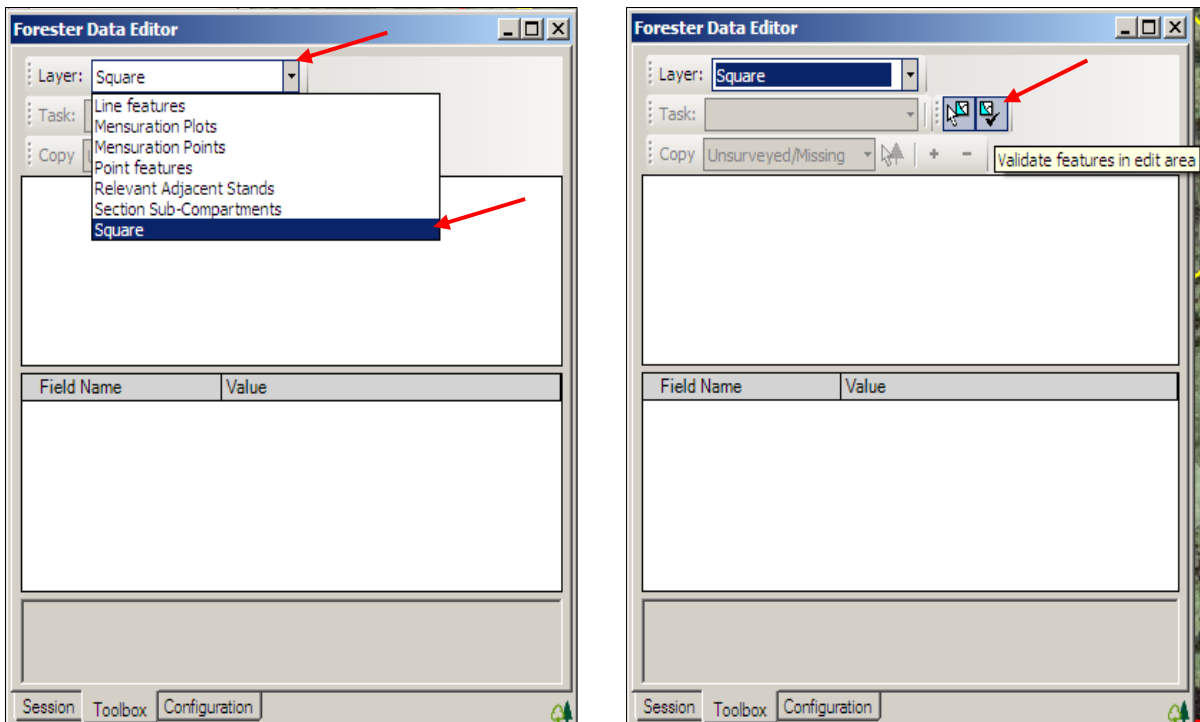 Forester Data Editor
Layer: Square
Line features
Task:
Mensuration Plots
Mensuration Points
Copy
Point features
Relevant Adjacent Stands
Section Sub-Compartments
Square
Field Name Value
Session Toolbox Configuration
Forester Data Editor
Layer: Square
Task:
Copy Unsurveyed/Missing + -
Validate features in edit area
Field Name Value
Session Toolbox Configuration